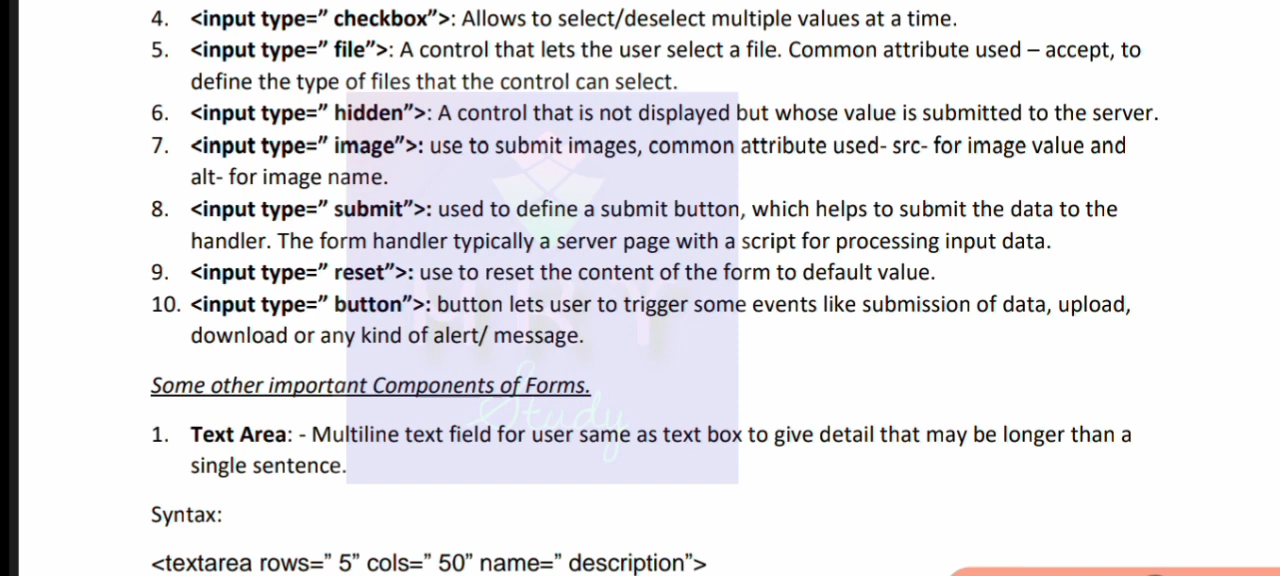 4. <input type=” checkbox”>: Allows to select/deselect multiple values at a time.
5. <input type=” file”>: A control that lets the user select a file. Common attribute used – accept, to
define the type of files that the control can select.
6. <input type=” hidden”>: A control that is not displayed but whose value is submitted to the server.
7. <input type=” image”>: use to submit images, common attribute used- src- for image value and
alt- for image name.
8. <input type=” submit”>: used to define a submit button, which helps to submit the data to the
handler. The form handler typically a server page with a script for processing input data.
9. <input type=” reset”>: use to reset the content of the form to default value.
10. <input type=” button”>: button lets user to trigger some events like submission of data, upload,
download or any kind of alert/ message.
Some other important Components of Forms.
Study
1. Text Area: - Multiline text field for user same as text box to give detail that may be longer than a
single sentence.
Syntax:
<textarea rows=” 5” cols=” 50” name=” description”>